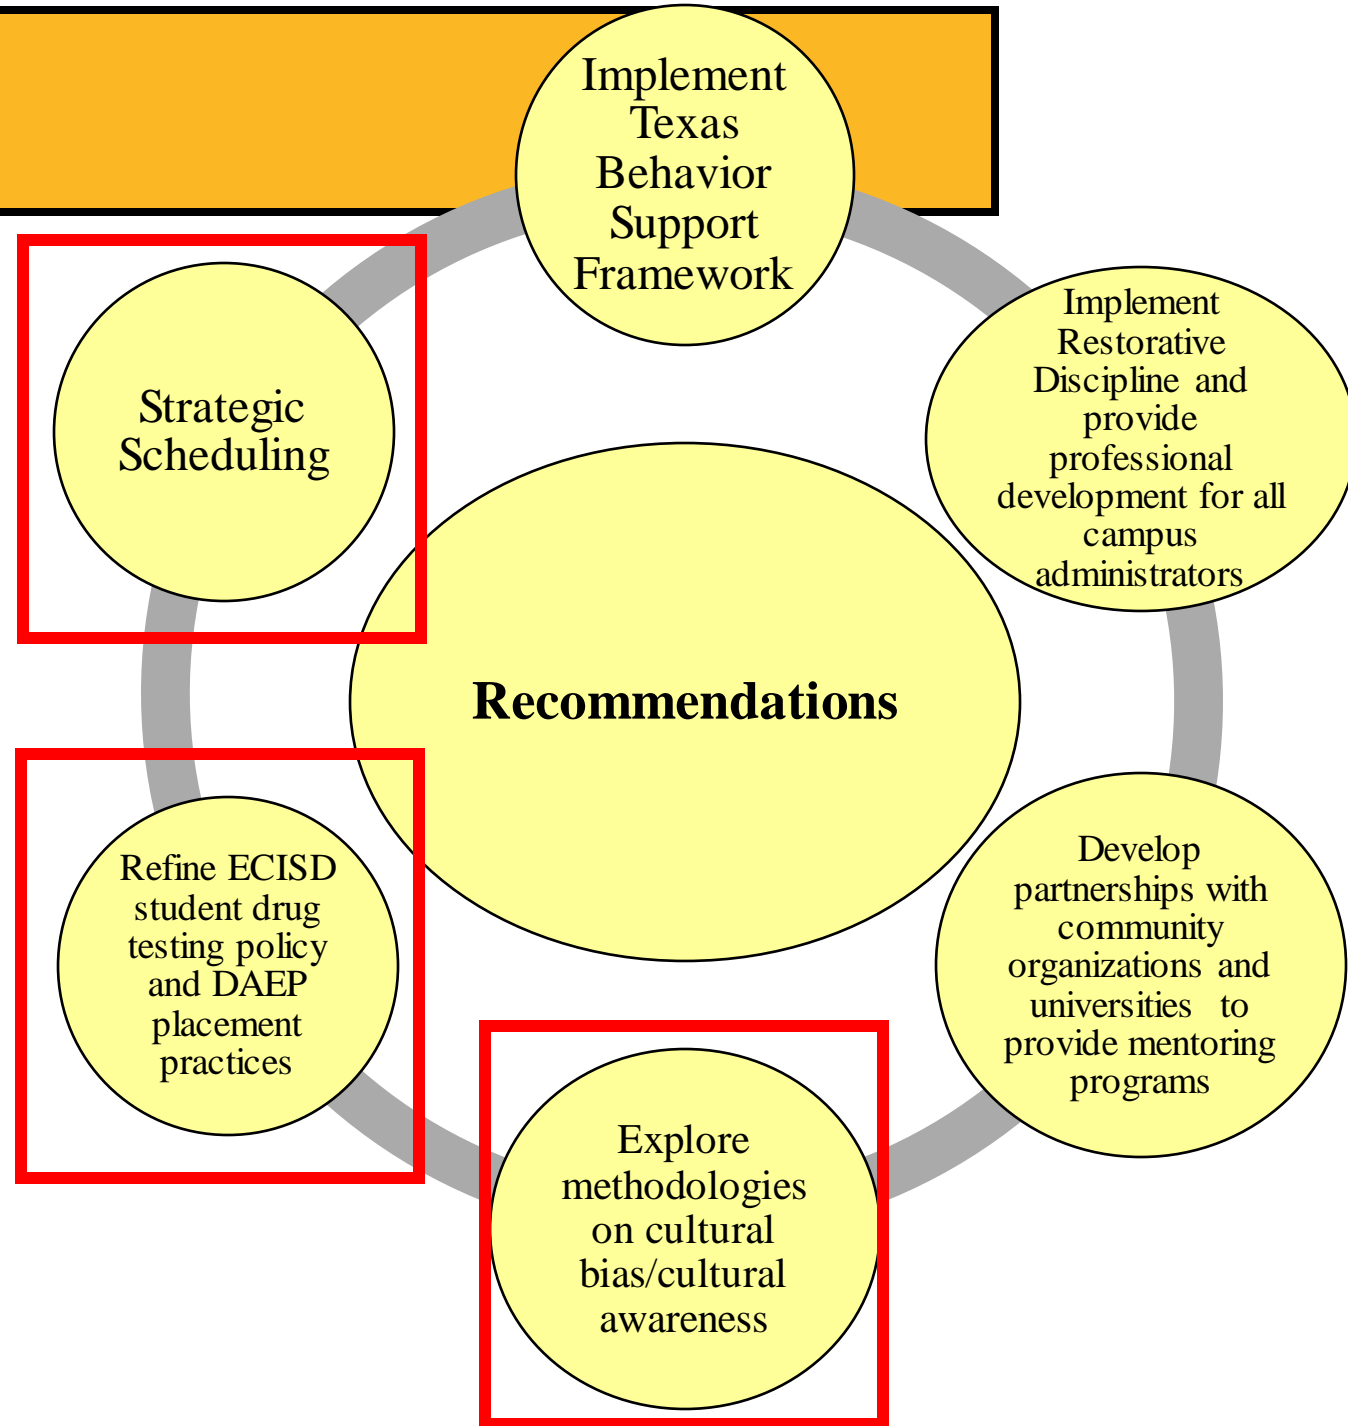 Implement
Texas
Behavior
Support
Framework
Implement
Restorative
Discipline and
provide
professional
development for all
campus
administrators
Strategic
Scheduling
Recommendations
Refine ECISD
student drug
testing policy
and DAEP
placement
practices
Develop
partnerships with
community
organizations and
universities to
provide mentoring
programs
Explore
methodologies
on cultural
bias/cultural
awareness